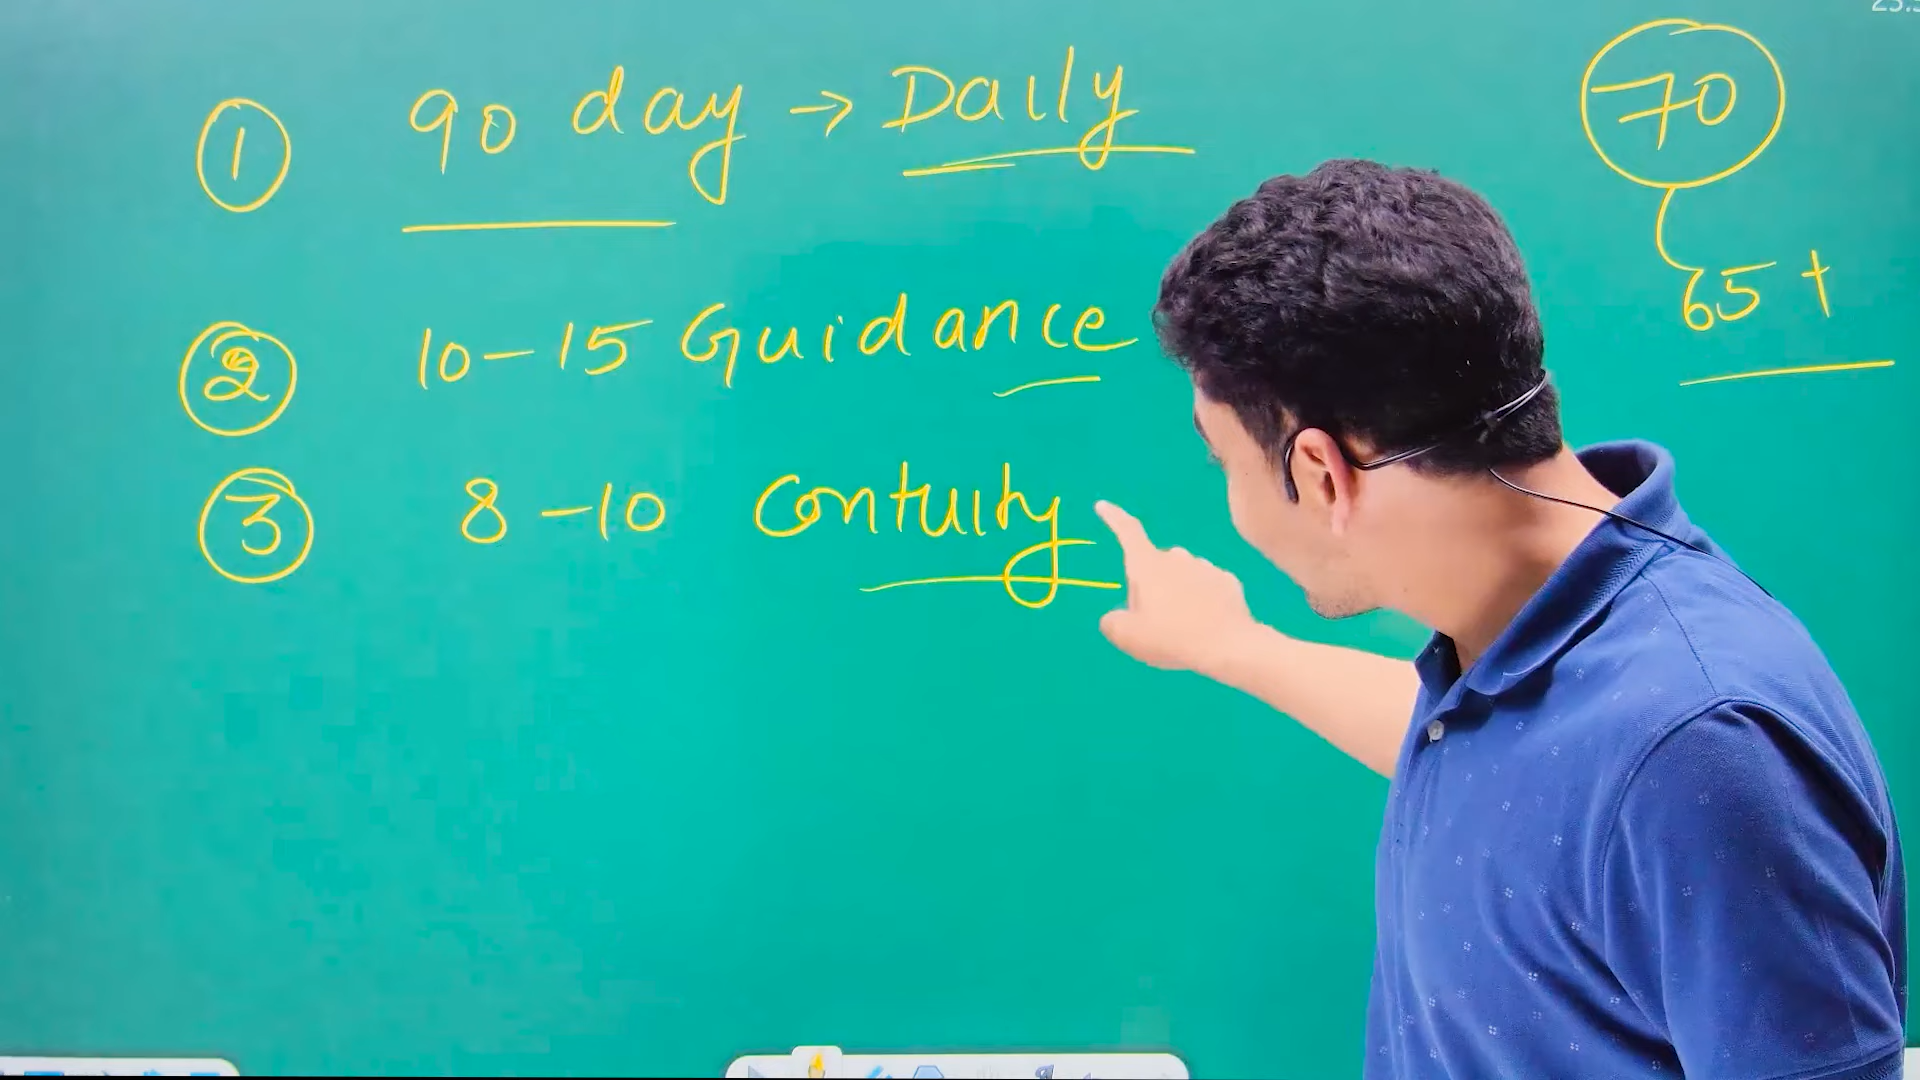 ① 90 day → Daily
② 10-15 Guidance
③ 8-10 Contuity
70
65+